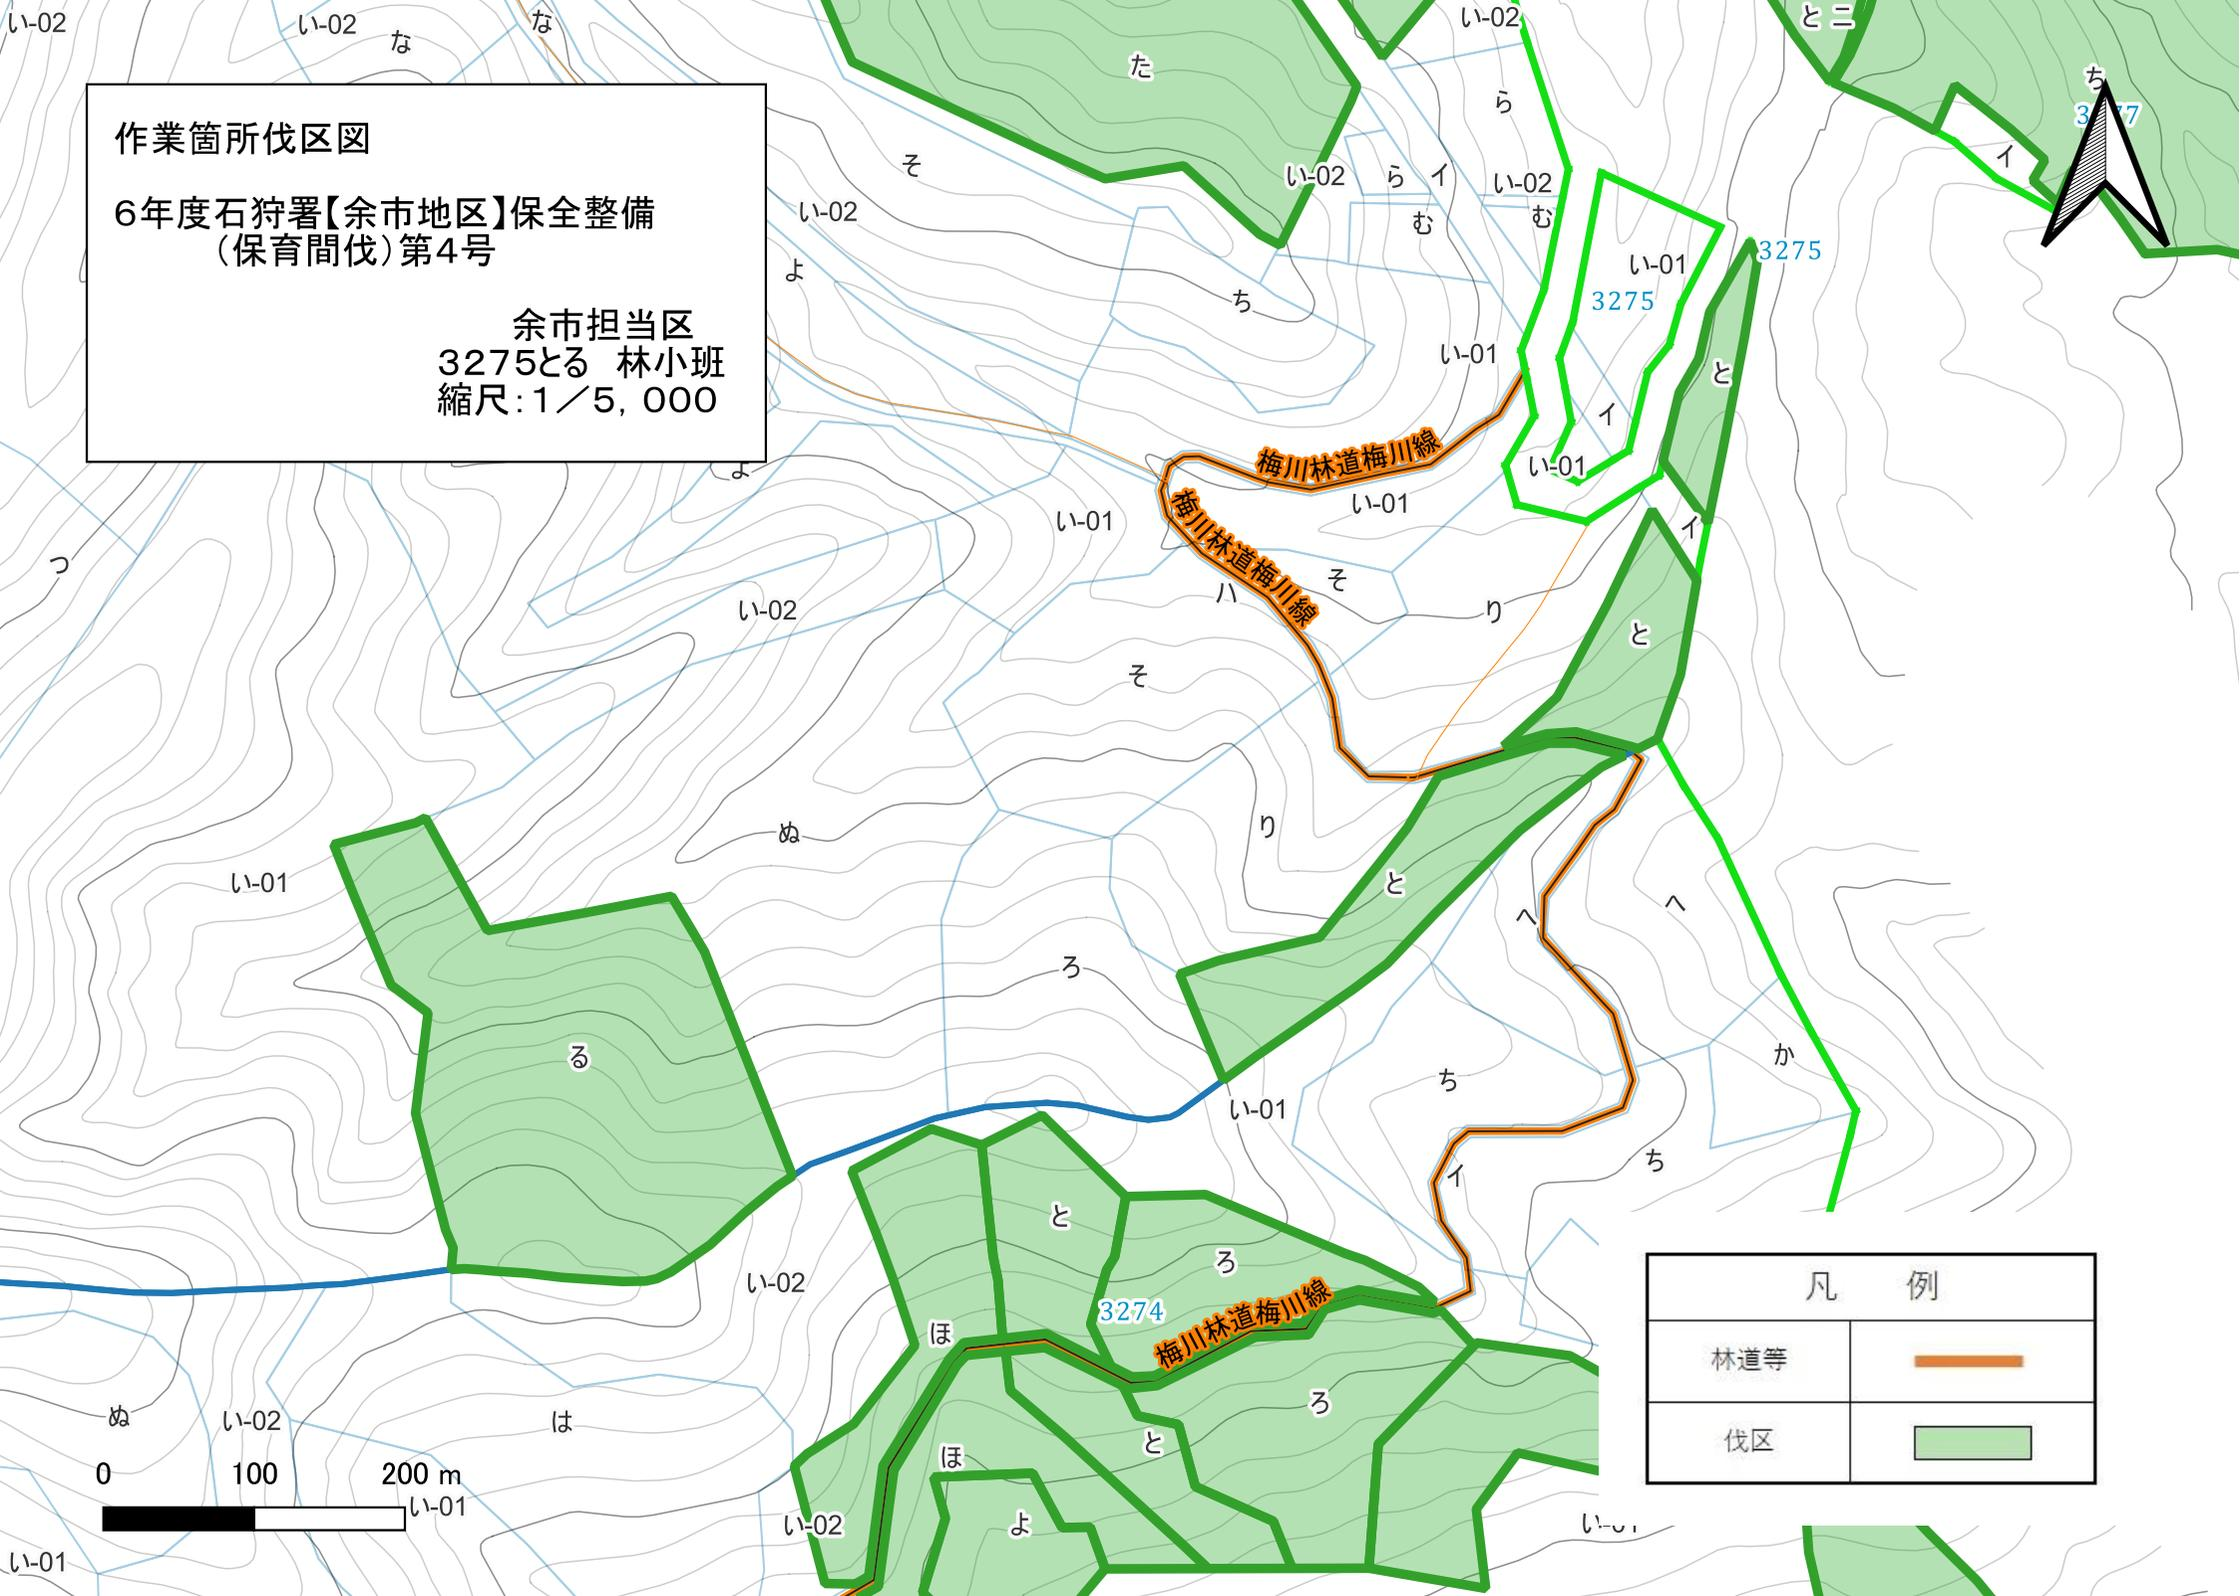 い-02
い-02
な
な
た
い-02
ら
とニ
ち
イ
作業箇所伐区図
6年度石狩署【余市地区】保全整備
（保育間伐）第4号
余市担当区
3275とる 林小班
縮尺：1／5，000
そ
い-02
よ
い-02
ら イ
む
い-02
む
ち
い-01
3275
3275
い-01
と
イ
い-01
梅川林道梅川線
い-01
よ
い-01
梅川林道梅川線
イ
つ
ハ
そ
い-02
り
と
そ
ぬ
り
い-01
と
へ
へ
ろ
る
か
ち
い-01
イ
ち
と
ろ
い-02
3274
ほ
梅川林道梅川線
凡 例
林道等
伐区
ろ
ぬ
い-02
は
と
ほ
0 100 200 m
い-01
い-02
よ
い-01